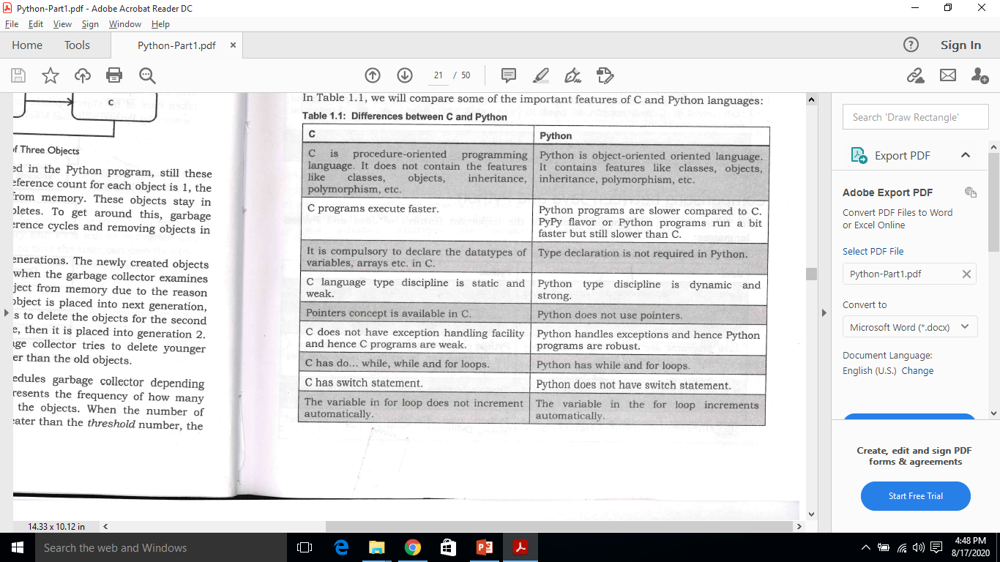 Python-Part1.pdf - Adobe Acrobat Reader DC
File Edit View Sign Window Help
Home Tools Python-Part1.pdf × Sign In
21 / 50
C
of Three Objects
ed in the Python program, still these
eference count for each object is 1, the
from memory. These objects stay in
pletes. To get around this, garbage
erence cycles and removing objects in
enerations. The newly created objects
when the garbage collector examines
ject from memory due to the reason
object is placed into next generation,
s to delete the objects for the second
e, then it is placed into generation 2.
age collector tries to delete younger
er than the old objects.
edules garbage collector depending
resents the frequency of how many
the objects. When the number of
eater than the threshold number, the
In Table 1.1, we will compare some of the important features of C and Python languages:
Table 1.1: Differences between C and Python
C
Python
C is procedure-oriented programming
language. It does not contain the features
like classes, objects, inheritance,
polymorphism, etc.
Python is object-oriented oriented language.
It contains features like classes, objects,
inheritance, polymorphism, etc.
C programs execute faster.
Python programs are slower compared to C.
PyPy flavor or Python programs run a bit
faster but still slower than C.
It is compulsory to declare the datatypes of
variables, arrays etc. in C.
Type declaration is not required in Python.
C language type discipline is static and
weak.
Python type discipline is dynamic and
strong.
Pointers concept is available in C.
Python does not use pointers.
C does not have exception handling facility
and hence C programs are weak.
Python handles exceptions and hence Python
programs are robust.
C has do... while, while and for loops.
Python has while and for loops.
C has switch statement.
Python does not have switch statement.
The variable in for loop does not increment
automatically.
The variable in the for loop increments
automatically.
Search 'Draw Rectangle'
Export PDF
Adobe Export PDF
Convert PDF Files to Word
or Excel Online
Select PDF File
Python-Part1.pdf
Convert to
Microsoft Word (*.docx)
Document Language:
English (U.S.) Change
Create, edit and sign PDF
forms & agreements
Start Free Trial
14.33 x 10.12 in
Search the web and Windows
4:48 PM
8/17/2020